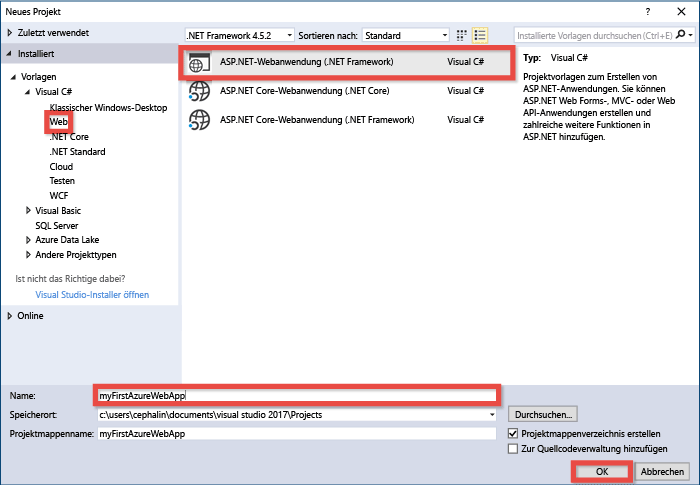 Neues Projekt
? 
Zuletzt verwendet
.NET Framework 4.5.2 Sortieren nach: Standard
Installierte Vorlagen durchsuchen (Ctrl+E)
Installiert
Vorlagen
Visual C#
Klassischer Windows-Desktop
Web
.NET Core
.NET Standard
Cloud
Testen
WCF
Visual Basic
SQL Server
Azure Data Lake
Andere Projekttypen
Ist nicht das Richtige dabei?
Visual Studio-Installer öffnen
Online
ASP.NET-Webanwendung (.NET Framework) Visual C#
ASP.NET Core-Webanwendung (.NET Core) Visual C#
ASP.NET Core-Webanwendung (.NET Framework) Visual C#
Typ: Visual C#
Projektvorlagen zum Erstellen von
ASP.NET-Anwendungen. Sie können
ASP.NET Web Forms-, MVC- oder Web
API-Anwendungen erstellen und
zahlreiche weitere Funktionen in
ASP.NET hinzufügen.
Name: myFirstAzureWebApp
Speicherort: c:\users\cephalin\documents\visual studio 2017\Projects Durchsuchen...
Projektmappenname: myFirstAzureWebApp
Projektmappenverzeichnis erstellen
Zur Quellcodeverwaltung hinzufügen
OK Abbrechen